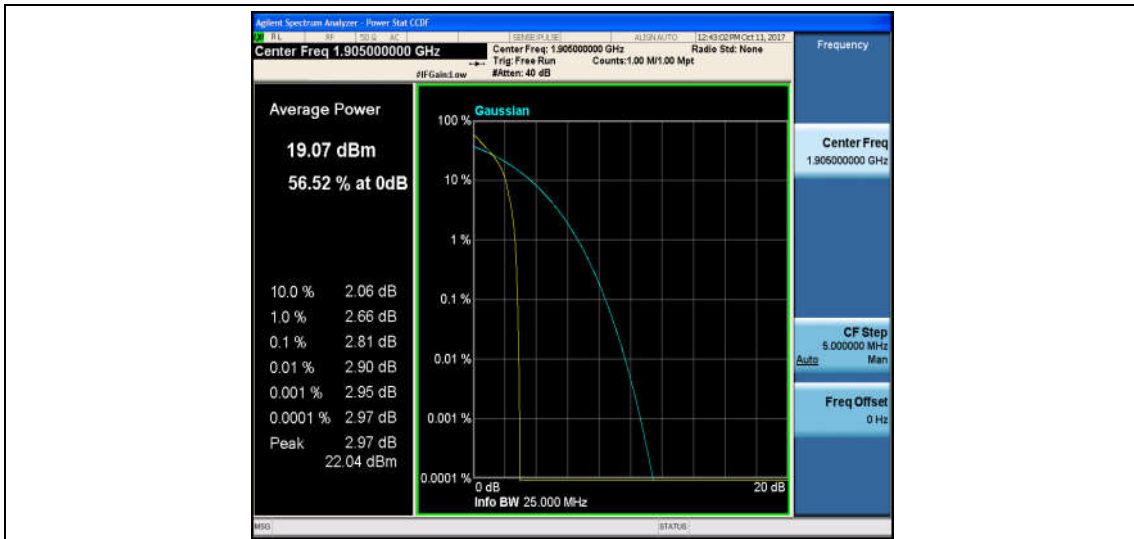 Agilent Spectrum Analyzer - Power Stat CCDF
RL RF 50 Ω AC SENSE:PULSE ALIGN AUTO 12:43:02 PM Oct 11, 2017
Center Freq 1.905000000 GHz
Center Freq: 1.905000000 GHz Radio Std: None
Trig: Free Run Counts:1.00 M/1.00 Mpt
#IFGain:Low #Atten: 40 dB
Frequency
Average Power
19.07 dBm
56.52 % at 0dB
10.0 % 2.06 dB
1.0 % 2.66 dB
0.1 % 2.81 dB
0.01 % 2.90 dB
0.001 % 2.95 dB
0.0001 % 2.97 dB
Peak 2.97 dB
22.04 dBm
Gaussian
100 %
10 %
1 %
0.1 %
0.01 %
0.001 %
0.0001 %
0 dB 20 dB
Info BW 25.000 MHz
Center Freq
1.905000000 GHz
CF Step
5.000000 MHz
Auto Man
Freq Offset
0 Hz
MSG STATUS